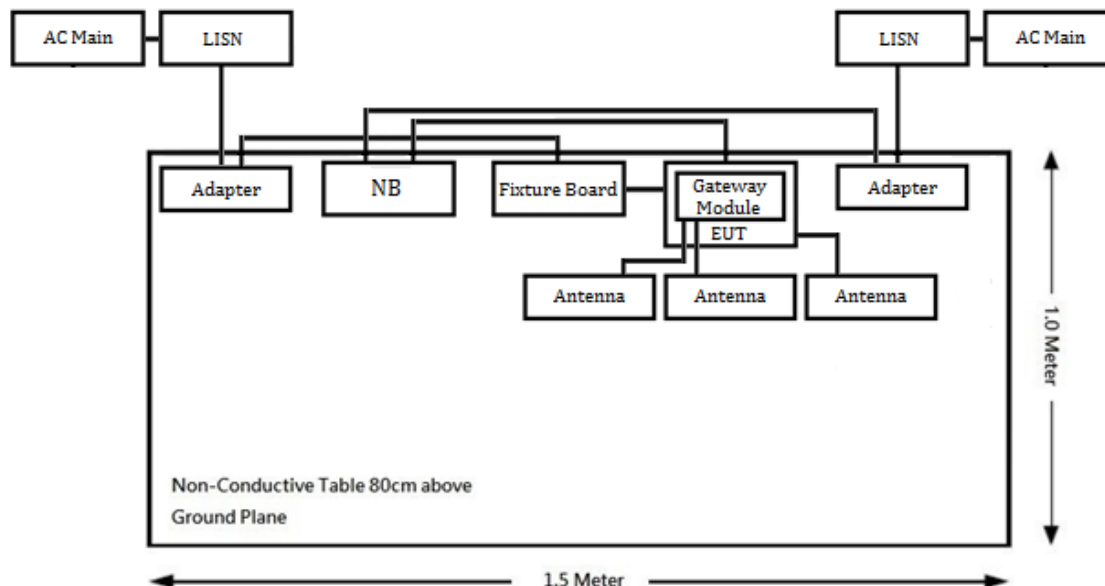 AC Main
LISN
LISN
AC Main
Adapter
NB
Fixture Board
Gateway
Module
EUT
Adapter
Antenna
Antenna
Antenna
1.0 Meter
Non-Conductive Table 80cm above
Ground Plane
1.5 Meter